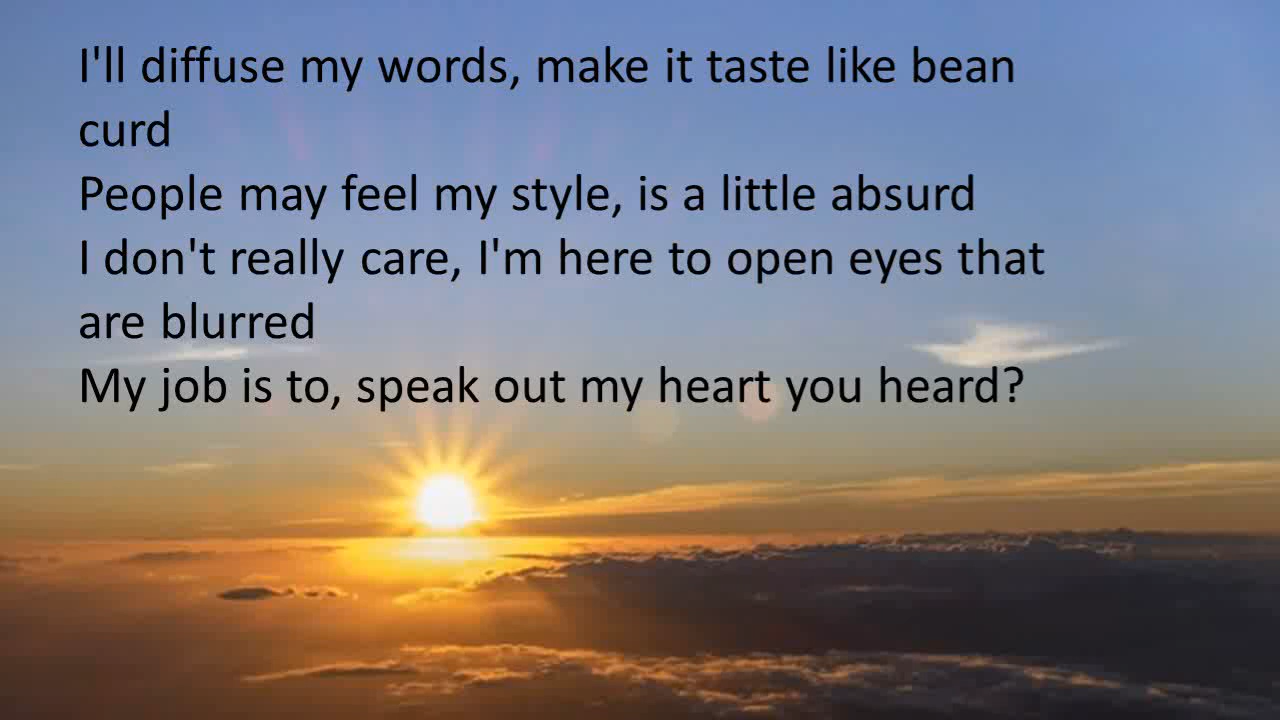 I'll diffuse my words, make it taste like bean
curd
People may feel my style, is a little absurd
I don't really care, I'm here to open eyes that
are blurred
My job is to, speak out my heart you heard?